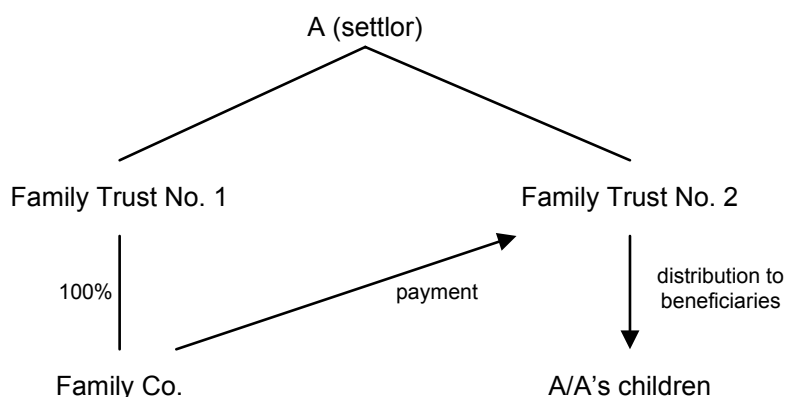 A (settlor)
Family Trust No. 1
Family Trust No. 2
100%
payment
distribution to
beneficiaries
Family Co.
A/A's children